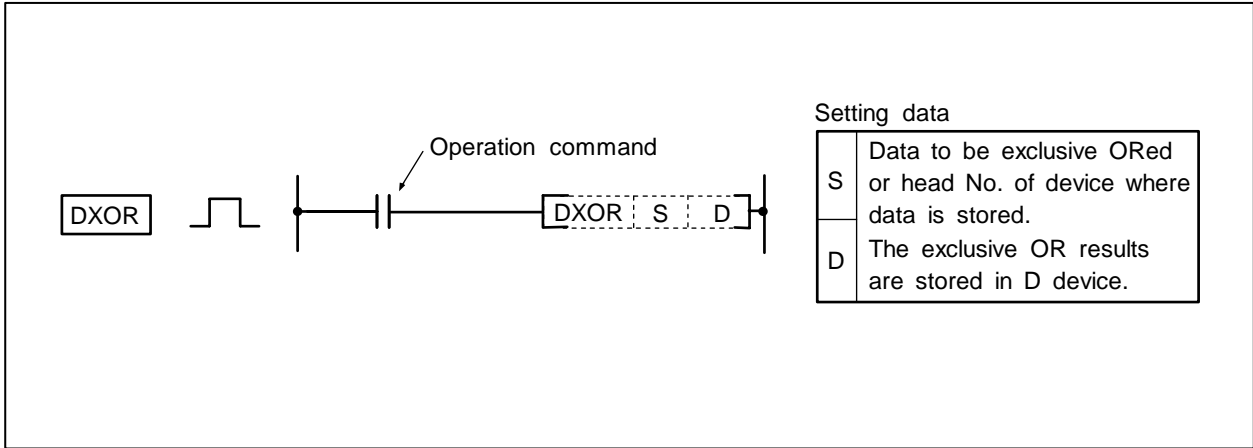 Setting data
Operation command
DXOR
DXOR S D
S
Data to be exclusive ORed
or head No. of device where
data is stored.
D
The exclusive OR results
are stored in D device.